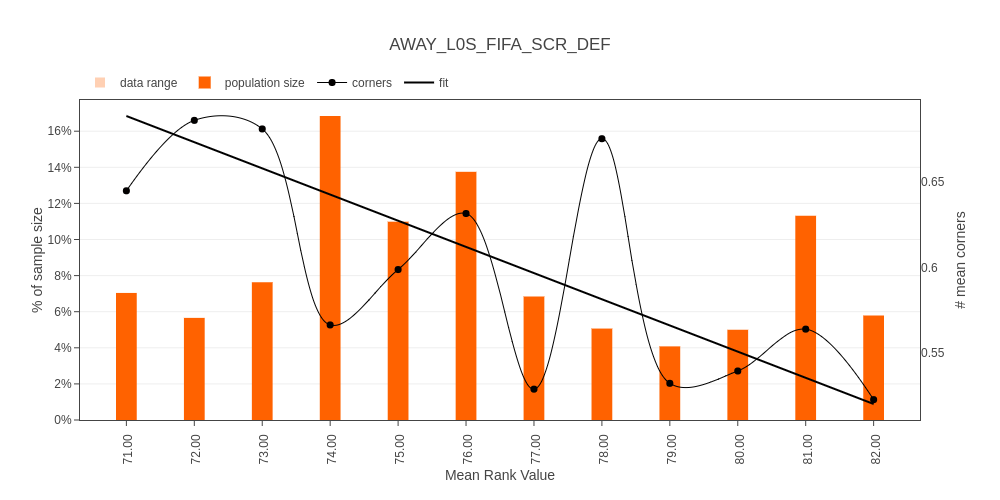 AWAY_L0S_FIFA_SCR_DEF
data range population size corners fit
16%
14%
12%
10%
8%
6%
4%
2%
0%
% of sample size
0.65
0.6
0.55
# mean corners
71.00 72.00 73.00 74.00 75.00 76.00 77.00 78.00 79.00 80.00 81.00 82.00
Mean Rank Value